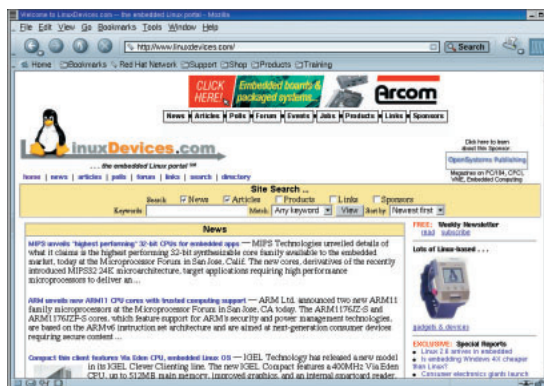 Welcome to LinuxDevices.com -- the embedded Linux portal - Mozilla
File Edit View Go Bookmarks Tools Window Help
http://www.linuxdevices.com/ Search
Home Bookmarks Red Hat Network Support Shop Products Training
CLICK HERE! Embedded boards & packaged systems... Arcom
News Articles Polls Forum Events Jobs Products Links Sponsors
LinuxDevices.com
. . . the embedded Linux portal
Click here to learn
about this Sponsor:
OpenSystems Publishing
Magazines on PC/104, CPCI,
VME, Embedded Computing
home | news | articles | polls | forum | links | search | directory
Site Search ...
Search: News Articles Products Links Sponsors
Keywords: Match: Any keyword View Sort by: Newest first
News
MIPS unveils "highest performing" 32-bit CPUs for embedded apps — MIPS Technologies unveiled details of
what it claims is the highest performing 32-bit synthesizable core family available to the embedded
market, today at the Microprocessor Forum in San Jose, Calif. The new cores, derivatives of the recently
introduced MIPS32 24K microarchitecture, target applications requiring high performance
microprocessors to deliver an...
ARM unveils new ARM11 CPU cores with trusted computing support — ARM Ltd. announced two new ARM11
family microprocessors at the Microprocessor Forum in San Jose, CA today. The ARM1176JZ-S and
ARM1176JZF-S cores, which feature support for ARM's security and power management technologies,
are based on the ARMv6 instruction set architecture and are aimed at next-generation consumer devices
requiring secure content ...
Compact thin client features Via Eden CPU, embedded Linux OS — IGEL Technology has released a new model
in its IGEL Clever Clienting line. The new IGEL Compact features a 400MHz Via Eden
CPU, up to 512MB main memory, improved graphics, and an internal smartcard reader.
FREE: Weekly Newsletter
read subscribe
Lots of Linux-based . . .
gadgets & devices
EXCLUSIVE: Special Reports
Linux 2.6 arrives in embedded
Is embedding Windows XP cheaper
than Linux?
Consumer electronics giants launch